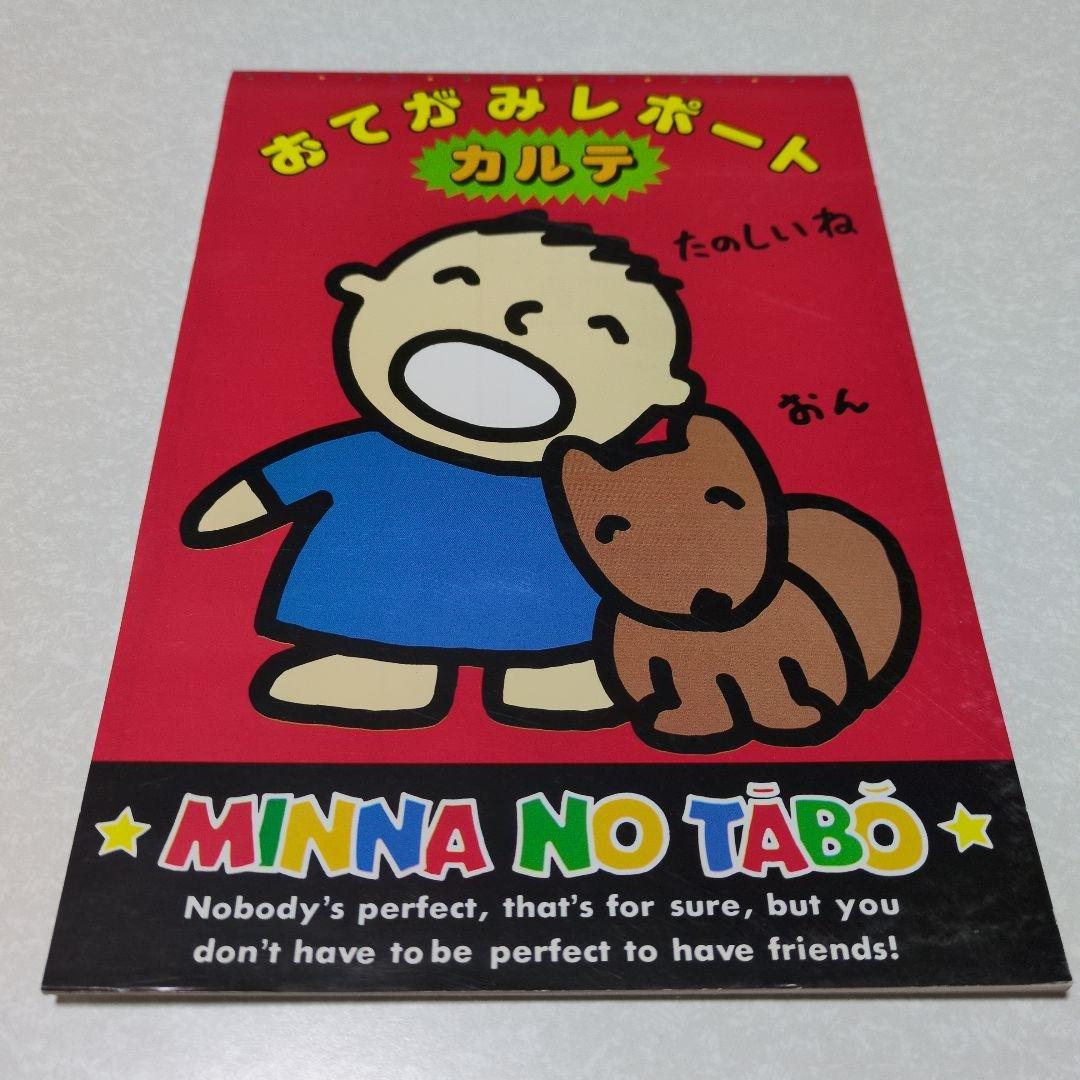 おてがみレポート
カルテ
たのしいね
おん
MINNA NO TĀBŌ
Nobody's perfect, that's for sure, but you
don't have to be perfect to have friends!